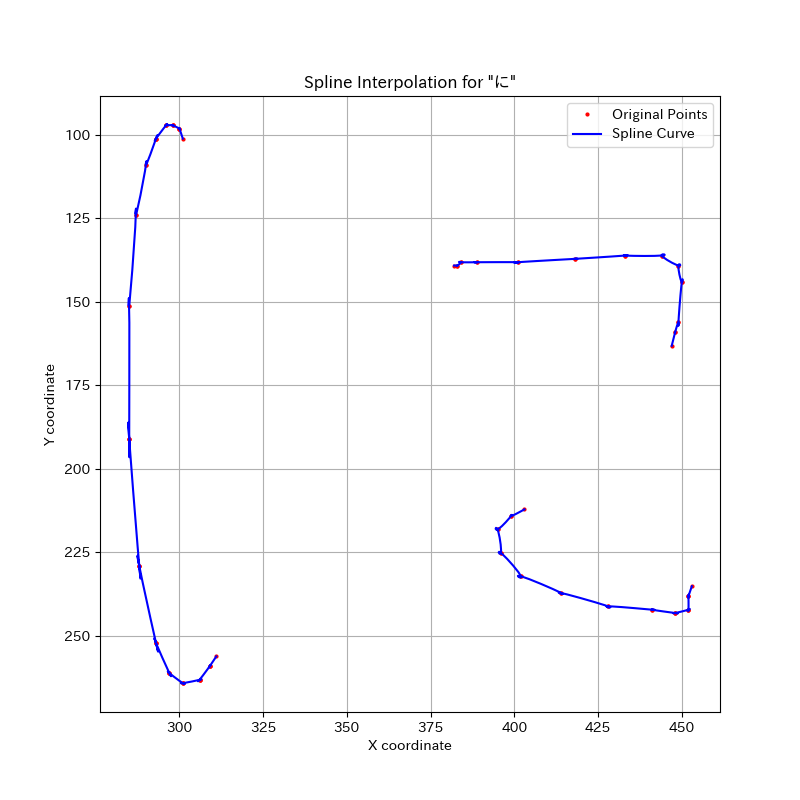 Spline Interpolation for "に"
Original Points
Spline Curve
100
125
150
175
200
225
250
Y coordinate
300
325
350
375
400
425
450
X coordinate